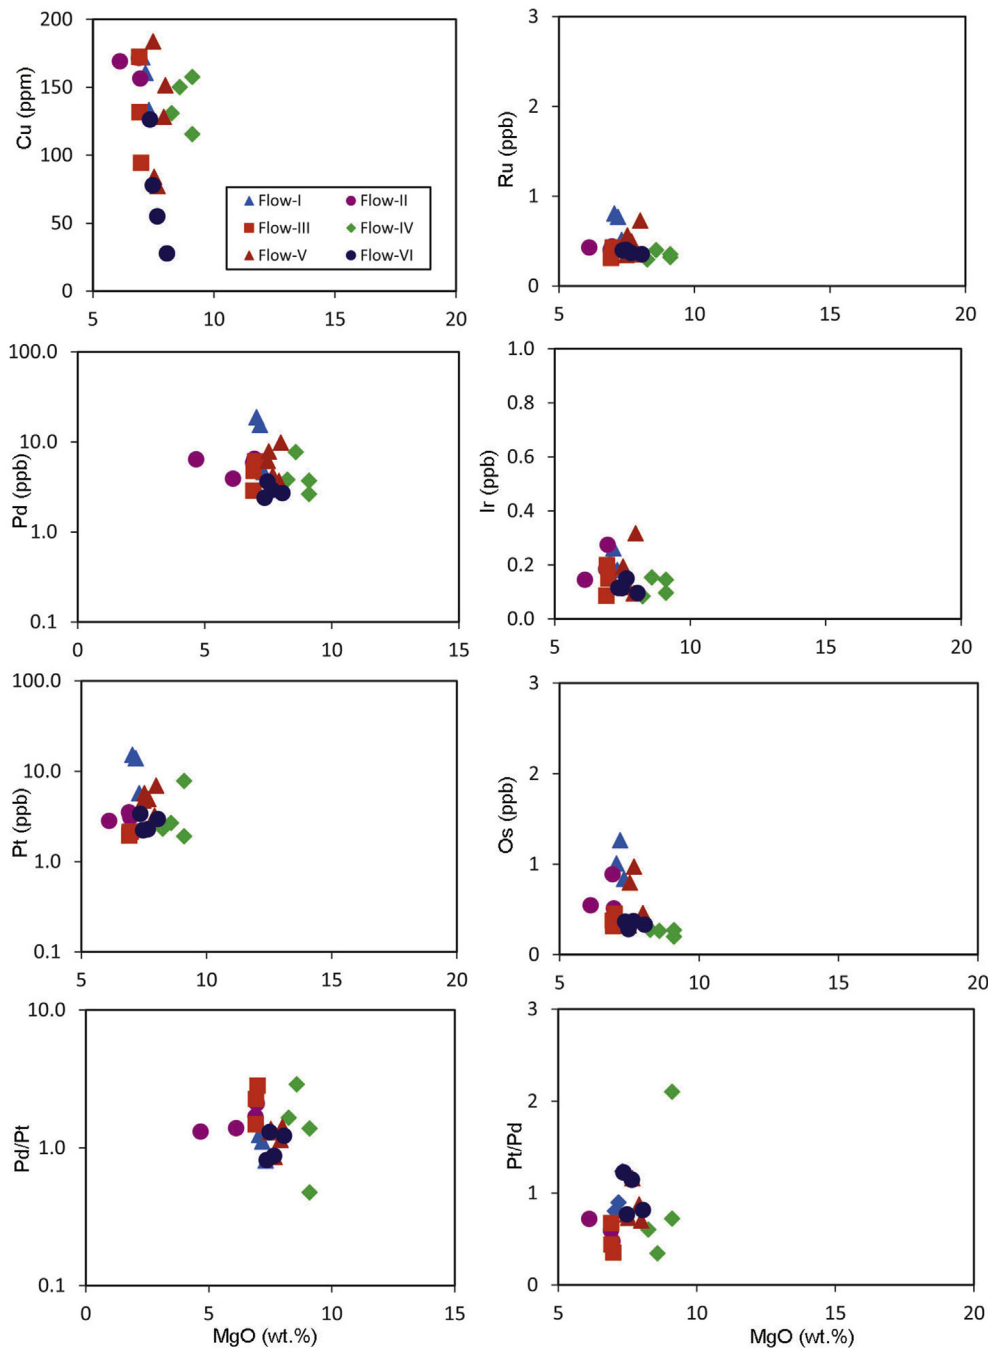 200
150
100
50
0
Cu (ppm)
5 10 15 20
Flow-I Flow-II
Flow-III Flow-IV
Flow-V Flow-VI
3
2
1
0
Ru (ppb)
5 10 15 20
100.0
10.0
1.0
0.1
Pd (ppb)
0 5 10 15
1.0
0.8
0.6
0.4
0.2
0.0
Ir (ppb)
5 10 15 20
100.0
10.0
1.0
0.1
Pt (ppb)
5 10 15 20
3
2
1
0
Os (ppb)
5 10 15 20
10.0
1.0
0.1
Pd/Pt
0 5 10 15
MgO (wt.%)
3
2
1
0
Pt/Pd
5 10 15 20
MgO (wt.%)